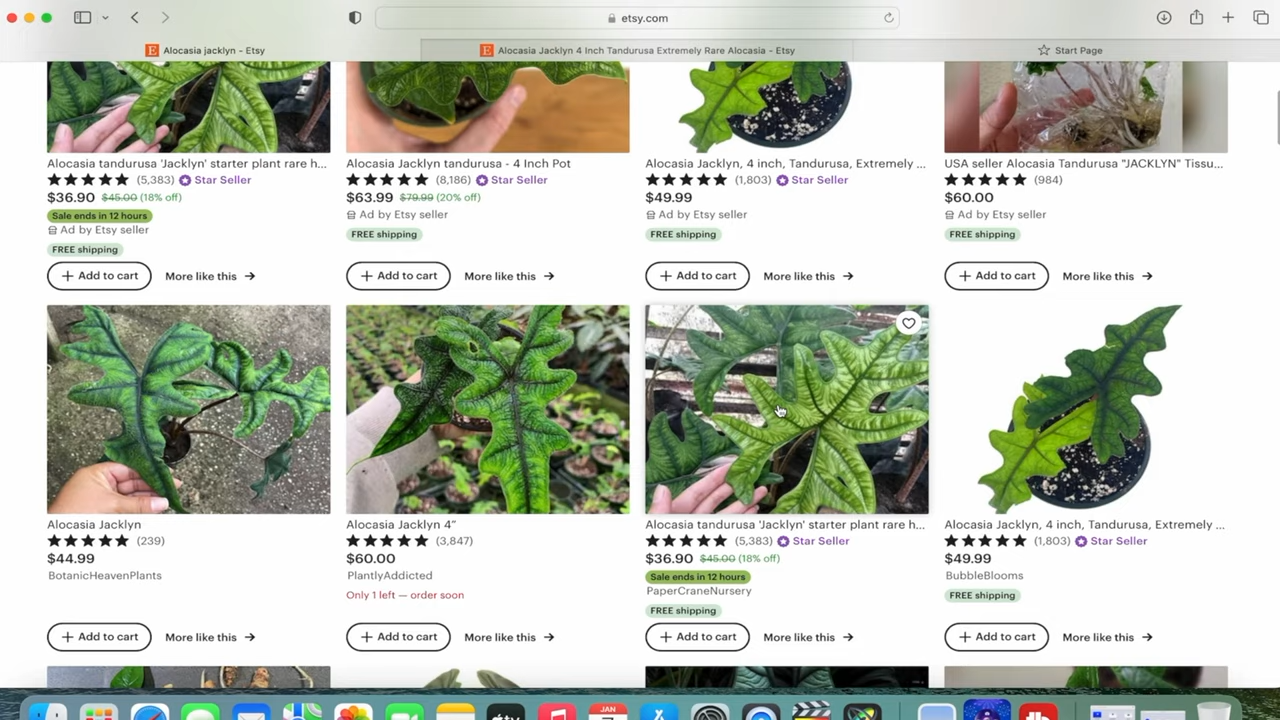 etsy.com
Alocasia jacklyn - Etsy
Alocasia Jacklyn 4 Inch Tandurusa Extremely Rare Alocasia - Etsy
Start Page
Alocasia tandurusa 'Jacklyn' starter plant rare h...
(5,383) Star Seller
$36.90 $45.00 (18% off)
Sale ends in 12 hours
Ad by Etsy seller
FREE shipping
Add to cart More like this
Alocasia Jacklyn tandurusa - 4 Inch Pot
(8,186) Star Seller
$63.99 $79.99 (20% off)
Ad by Etsy seller
FREE shipping
Add to cart More like this
Alocasia Jacklyn, 4 inch, Tandurusa, Extremely ...
(1,803) Star Seller
$49.99
Ad by Etsy seller
FREE shipping
Add to cart More like this
USA seller Alocasia Tandurusa "JACKLYN" Tissu...
(984)
$60.00
Ad by Etsy seller
FREE shipping
Add to cart More like this
Alocasia Jacklyn
(239)
$44.99
BotanicHeavenPlants
Add to cart More like this
Alocasia Jacklyn 4”
(3,847)
$60.00
PlantlyAddicted
Only 1 left — order soon
Add to cart More like this
Alocasia tandurusa 'Jacklyn' starter plant rare h...
(5,383) Star Seller
$36.90 $45.00 (18% off)
Sale ends in 12 hours
PaperCraneNursery
FREE shipping
Add to cart More like this
Alocasia Jacklyn, 4 inch, Tandurusa, Extremely ...
(1,803) Star Seller
$49.99
BubbleBlooms
FREE shipping
Add to cart More like this
JAN